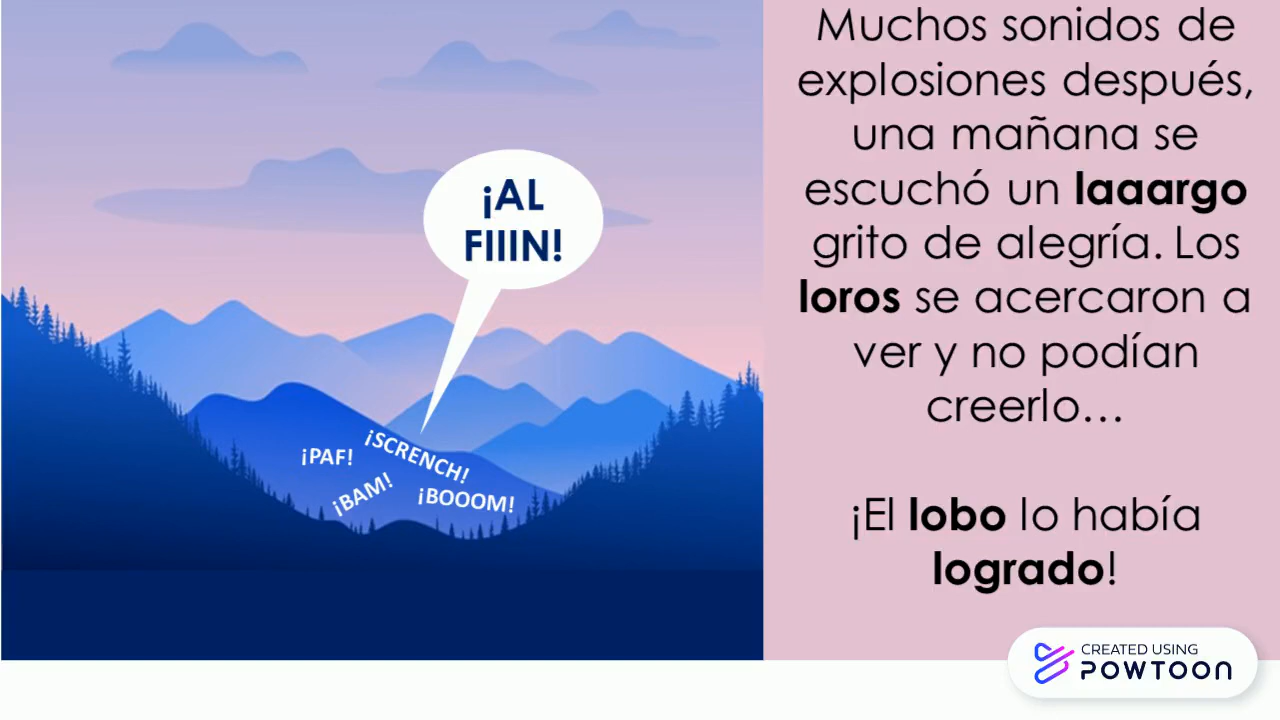 ¡AL
FIIIN!
¡PAF!
¡SCRENCH!
¡BAM!
¡BOOOM!
Muchos sonidos de
explosiones después,
una mañana se
escuchó un laaargo
grito de alegría. Los
loros se acercaron a
ver y no podían
creerlo…
¡El lobo lo había
logrado!
CREATED USING
POWTOON